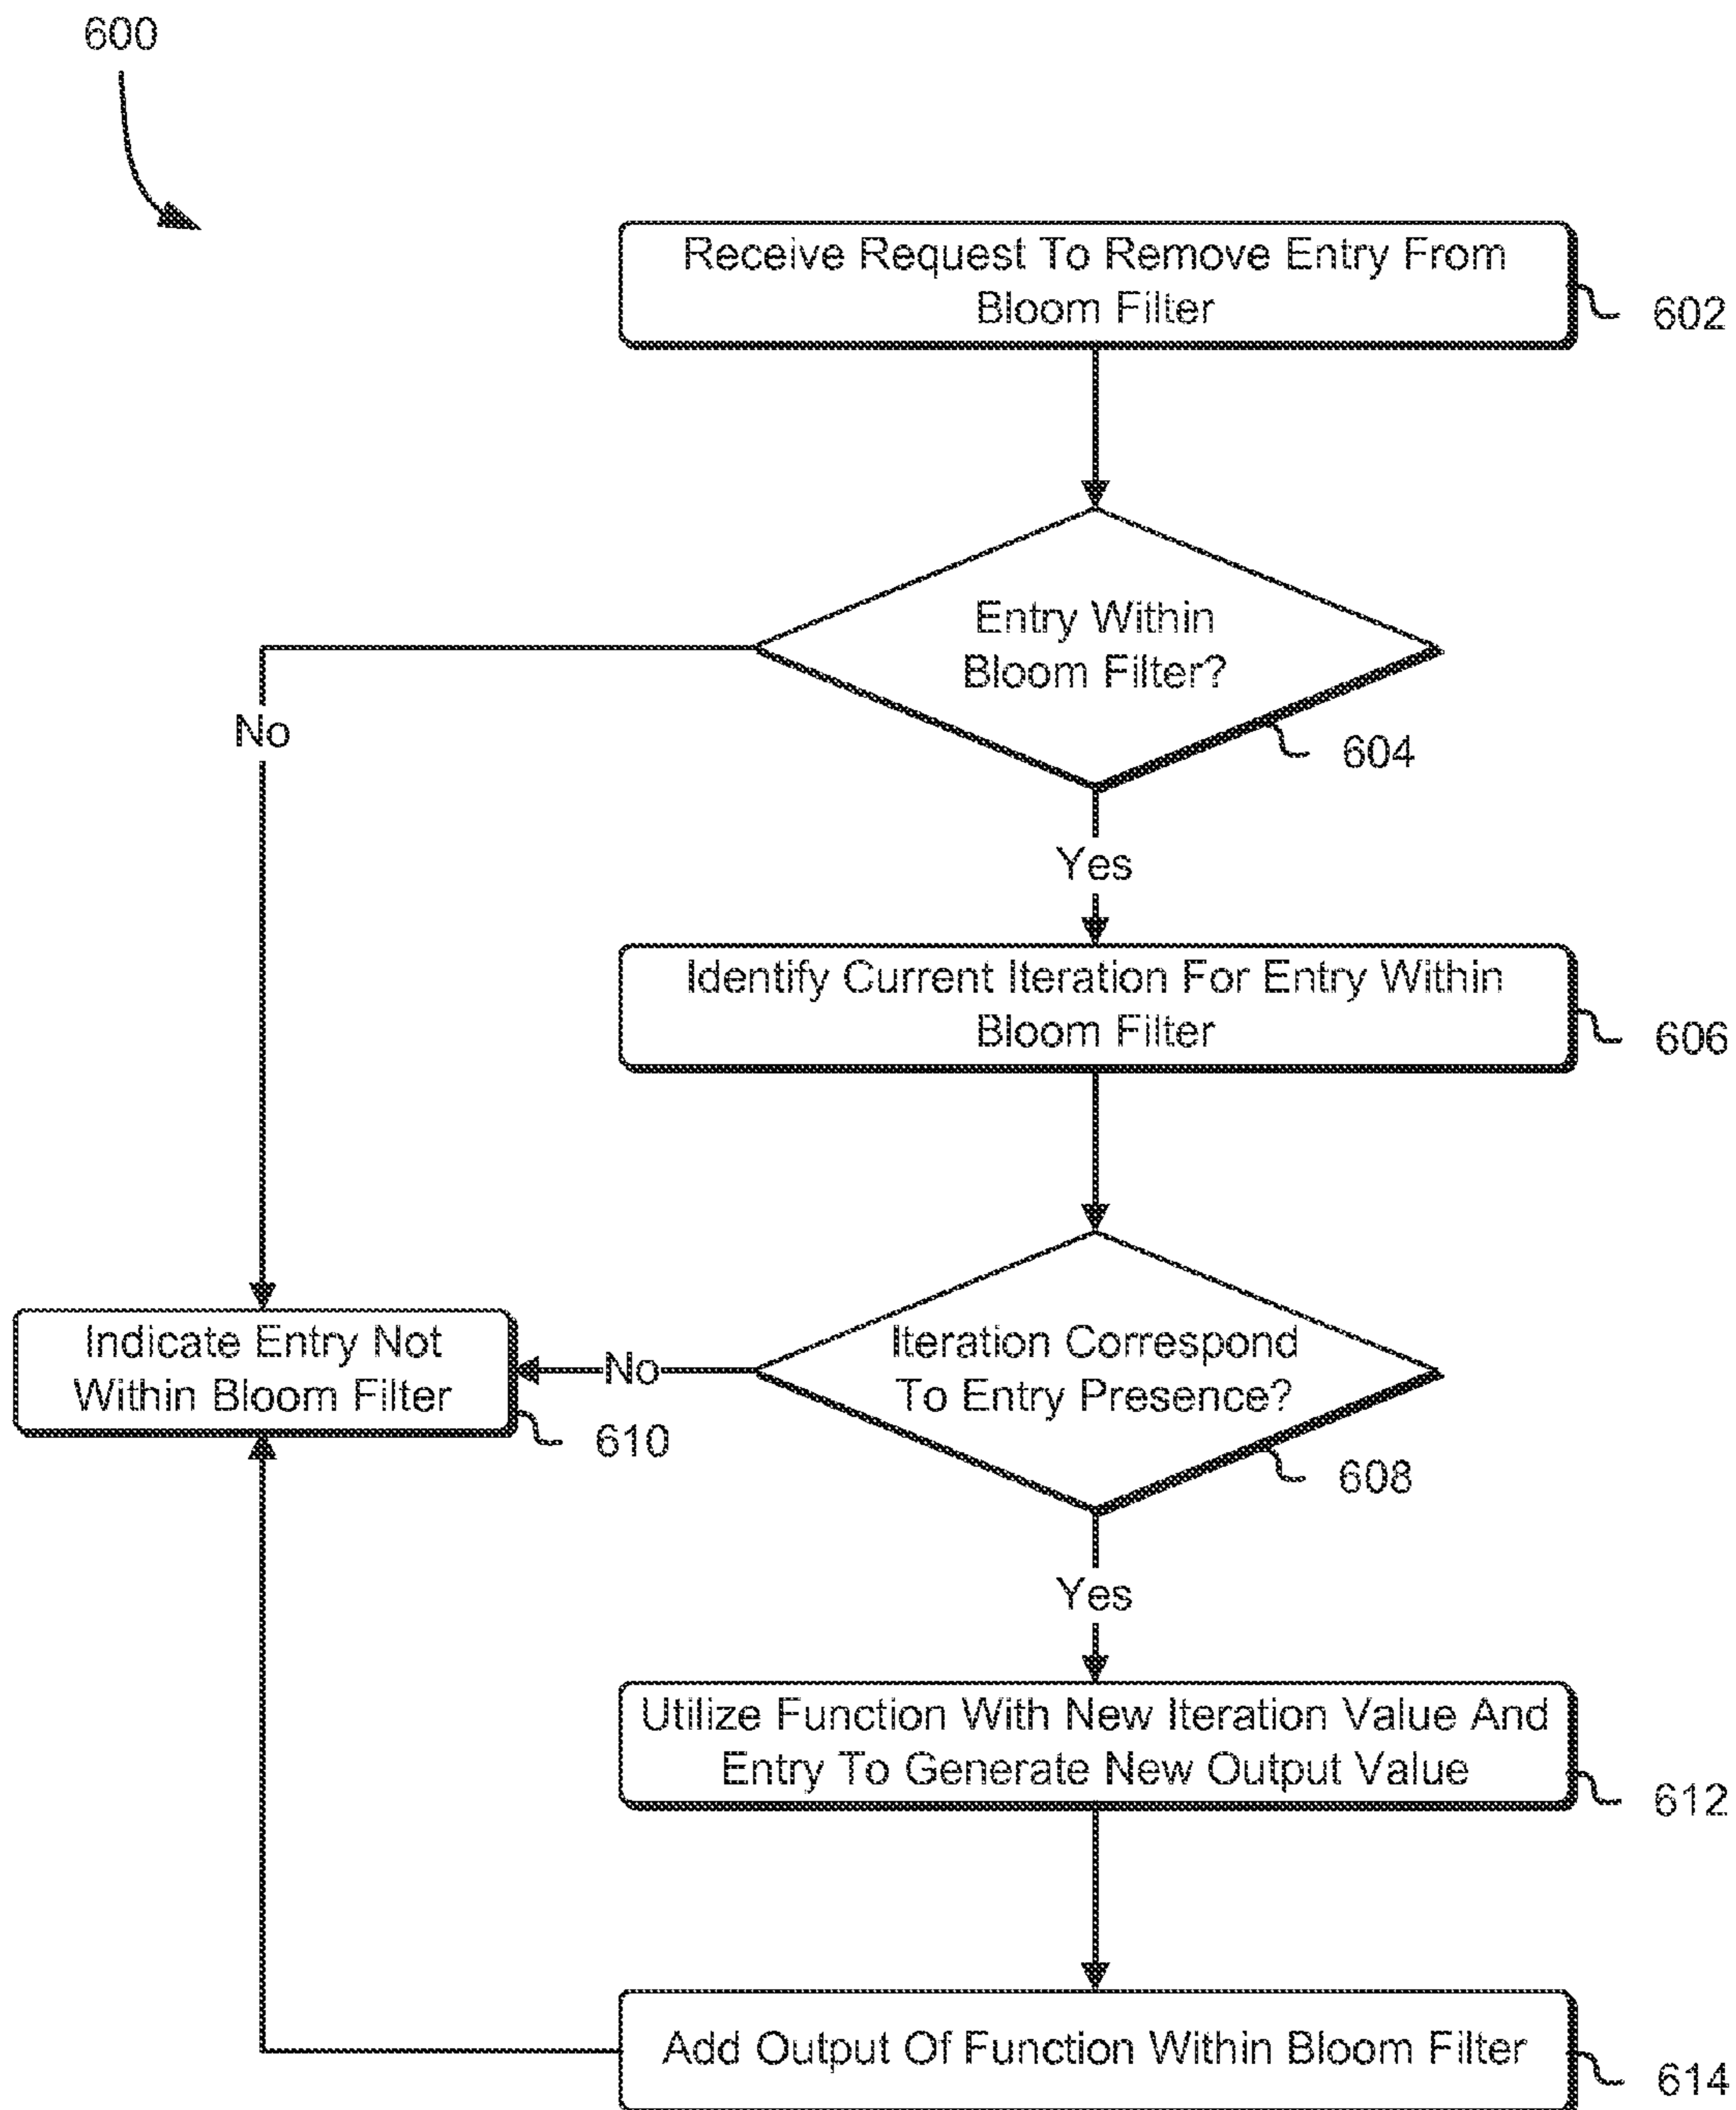 600
Receive Request To Remove Entry From
Bloom Filter
602
Entry Within
Bloom Filter?
604
No
Yes
Identify Current Iteration For Entry Within
Bloom Filter
606
Iteration Correspond
To Entry Presence?
608
No
Indicate Entry Not
Within Bloom Filter
610
Yes
Utilize Function With New Iteration Value And
Entry To Generate New Output Value
612
Add Output Of Function Within Bloom Filter
614